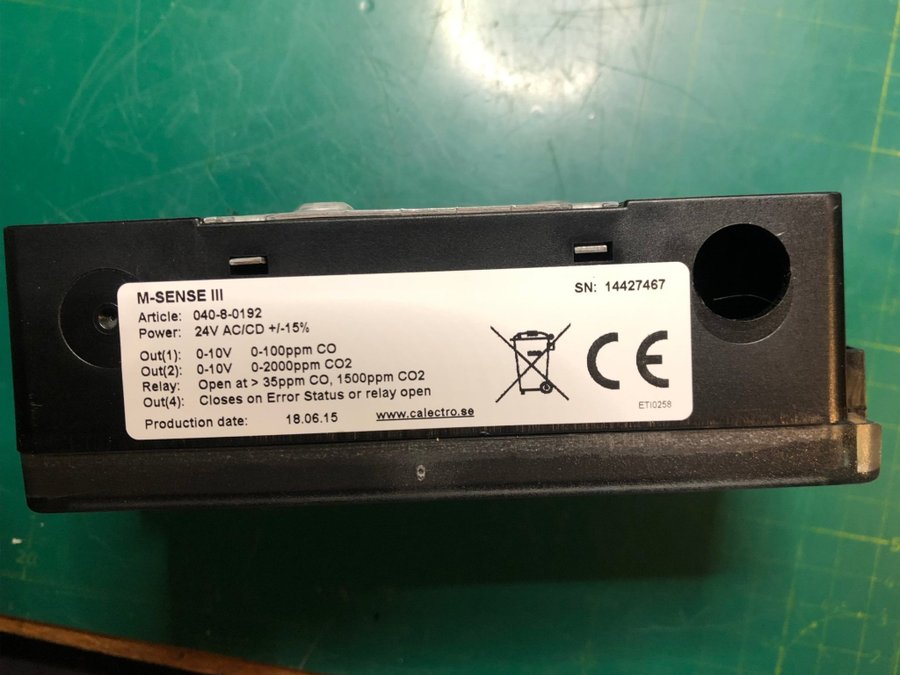 M-SENSE III
SN: 14427467
Article: 040-8-0192
Power: 24V AC/CD +/-15%
Out(1): 0-10V 0-100ppm CO
Out(2): 0-10V 0-2000ppm CO2
Relay: Open at > 35ppm CO, 1500ppm CO2
Out(4): Closes on Error Status or relay open
Production date: 18.06.15 www.calectro.se
CE
ETI0258